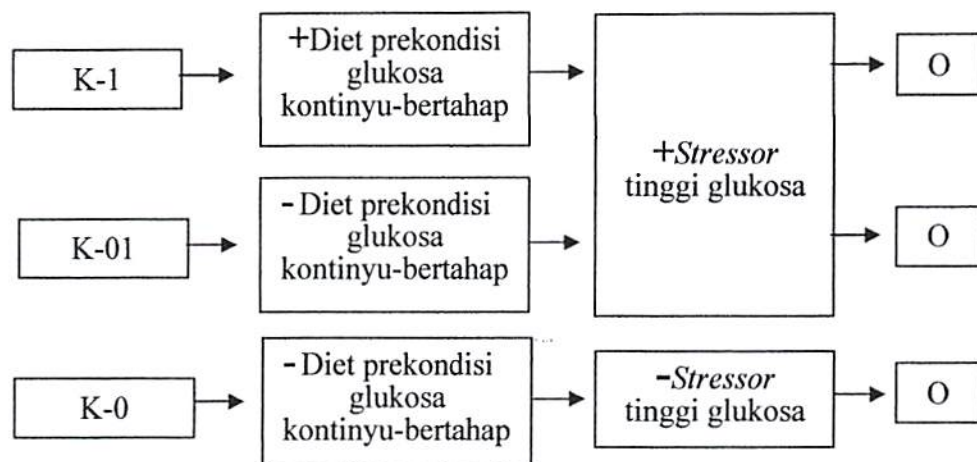 K-1
+Diet prekondisi
glukosa
kontinyu-bertahap
O
+Stressor
tinggi glukosa
K-01
-Diet prekondisi
glukosa
kontinyu-bertahap
O
K-0
-Diet prekondisi
glukosa
kontinyu-bertahap
-Stressor
tinggi glukosa
O